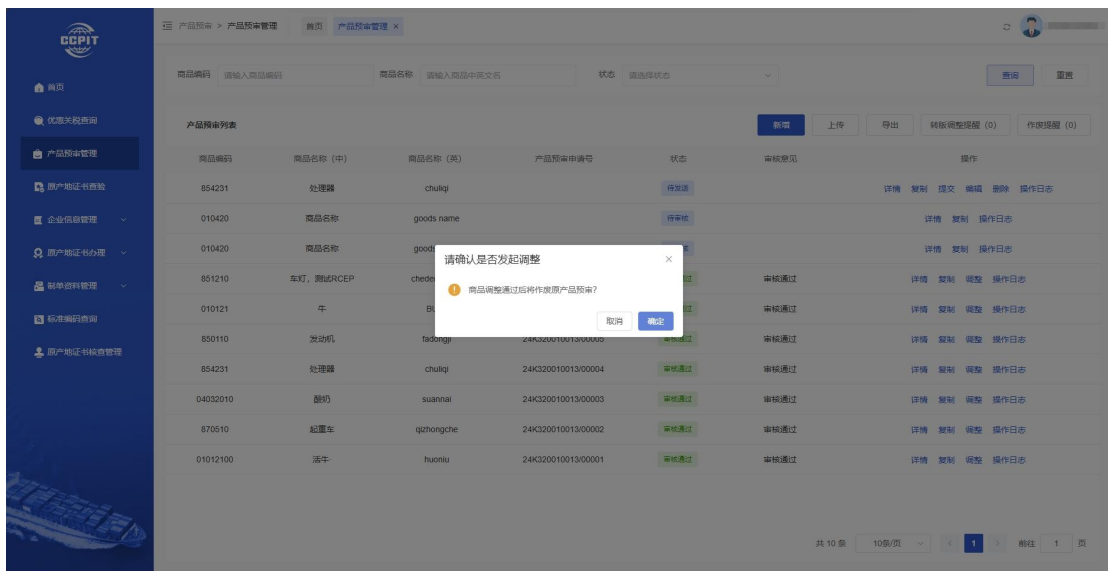 CCPIT
产品预审 > 产品预审管理 首页 产品预审管理 ×
首页
优惠关税查询
产品预审管理
原产地证书查验
企业信息管理
原产地证书办理
制单资料管理
标准编码查询
原产地证书核查管理
商品编码 请输入商品编码 商品名称 请输入商品中英文名 状态 请选择状态 查询 重置
产品预审列表 新增 上传 导出 转版调整提醒 (0) 作废提醒 (0)
商品编码 商品名称 (中) 商品名称 (英) 产品预审申请号 状态 审核意见 操作
854231 处理器 chuliqi 待发送 详情 复制 提交 编辑 删除 操作日志
010420 商品名称 goods name 待审核 详情 复制 操作日志
010420 商品名称 goods 详情 复制 操作日志
851210 车灯, 测试RCEP 审核通过 详情 复制 调整 操作日志
010121 牛 审核通过 详情 复制 调整 操作日志
850110 发动机 fadongji 24K320010013/00005 审核通过 审核通过 详情 复制 调整 操作日志
854231 处理器 chuliqi 24K320010013/00004 审核通过 审核通过 详情 复制 调整 操作日志
04032010 酸奶 suannai 24K320010013/00003 审核通过 审核通过 详情 复制 调整 操作日志
870510 起重车 qizhongche 24K320010013/00002 审核通过 审核通过 详情 复制 调整 操作日志
01012100 活牛 huoniu 24K320010013/00001 审核通过 审核通过 详情 复制 调整 操作日志
请确认是否发起调整 ×
商品调整通过后将作废原产品预审?
取消 确定
共 10 条 10条/页 < 1 > 前往 1 页